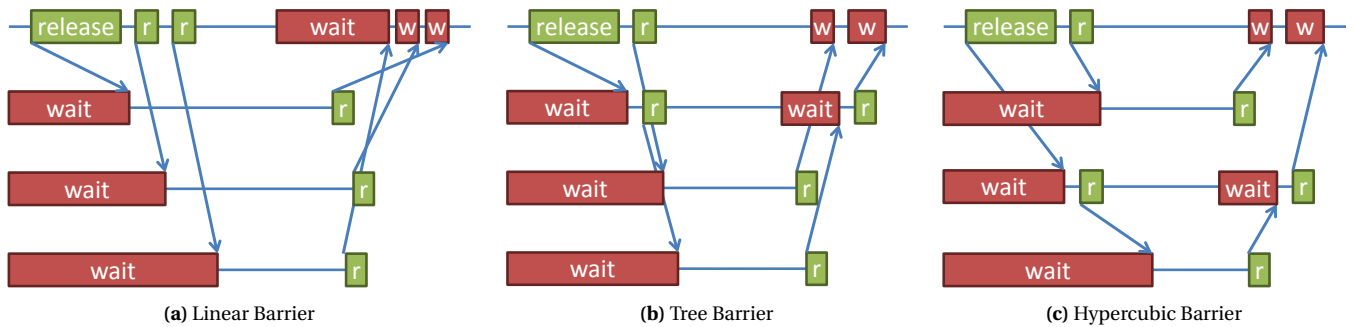 release r r wait w w
wait r
wait r
wait r
(a) Linear Barrier
release r w w
wait r wait r
wait r
wait r
(b) Tree Barrier
release r w w
wait r
wait r wait r
wait r
(c) Hypercubic Barrier